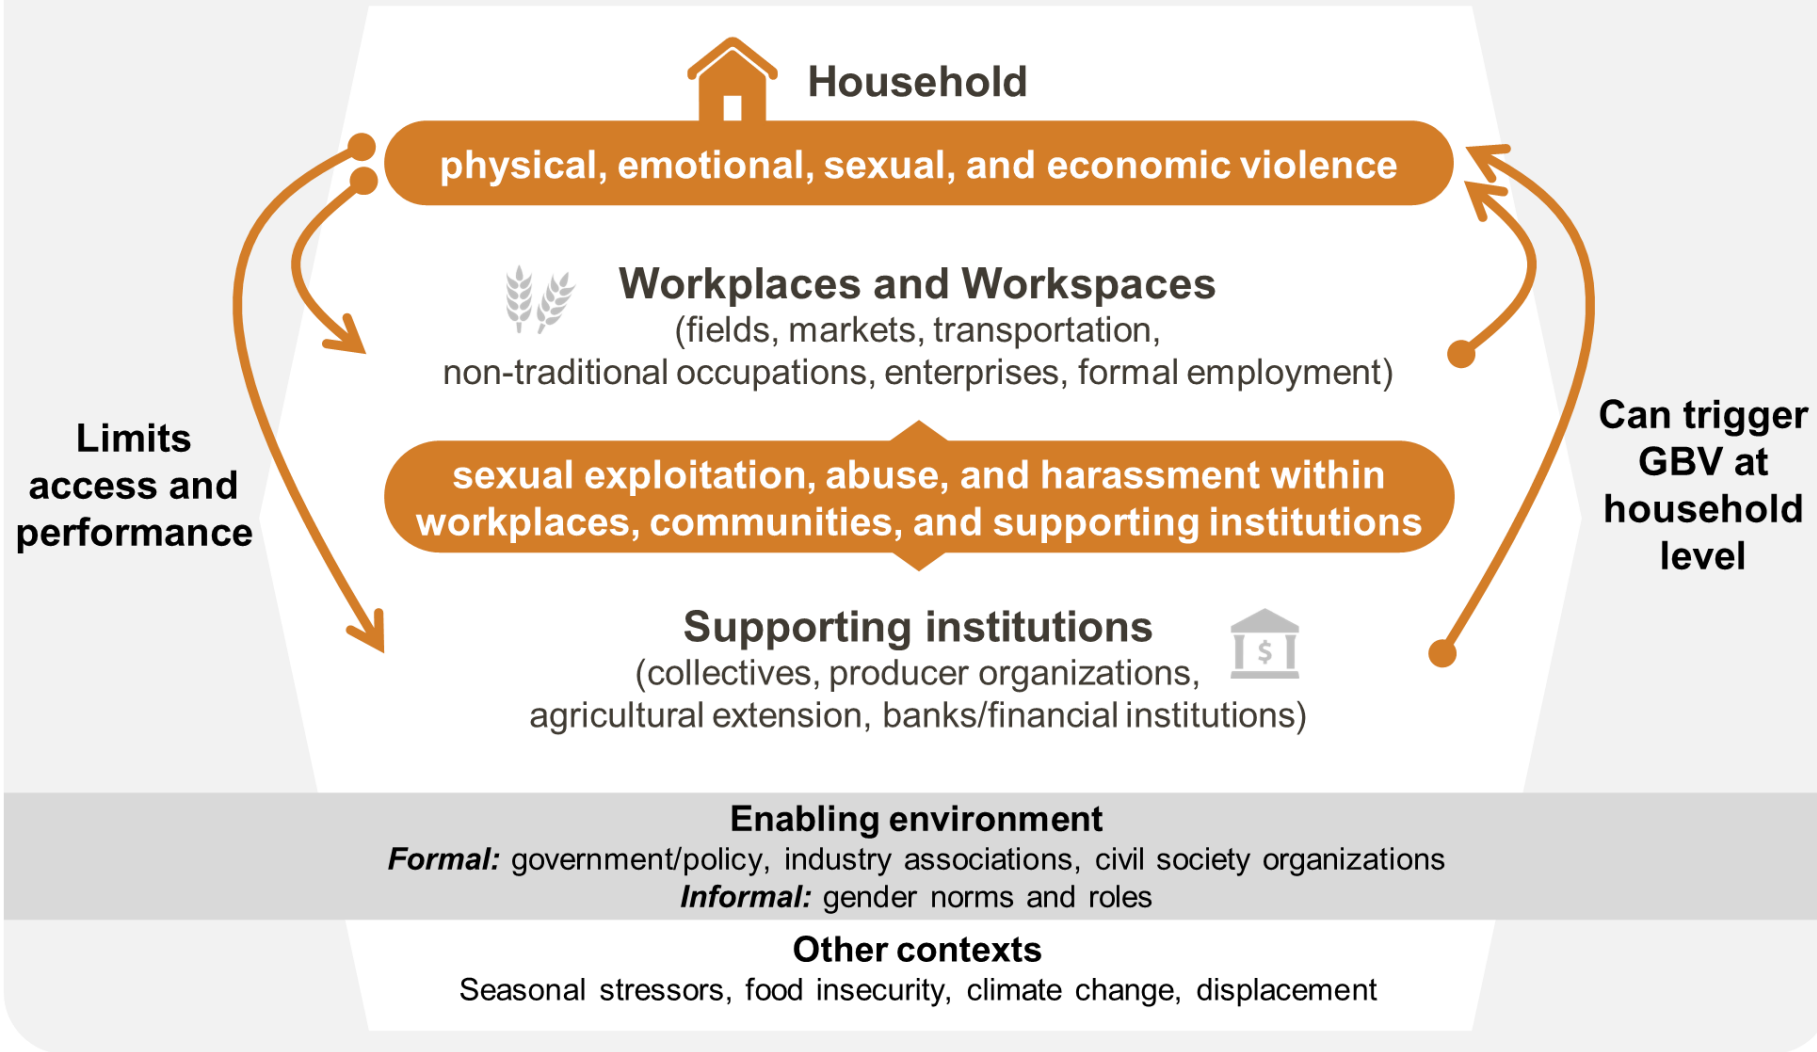 Household
physical, emotional, sexual, and economic violence
Workplaces and Workspaces
(fields, markets, transportation,
non-traditional occupations, enterprises, formal employment)
Limits
access and
performance
Can trigger
GBV at
household
level
sexual exploitation, abuse, and harassment within
workplaces, communities, and supporting institutions
Supporting institutions
$
(collectives, producer organizations,
agricultural extension, banks/financial institutions)
Enabling environment
Formal: government/policy, industry associations, civil society organizations
Informal: gender norms and roles
Other contexts
Seasonal stressors, food insecurity, climate change, displacement